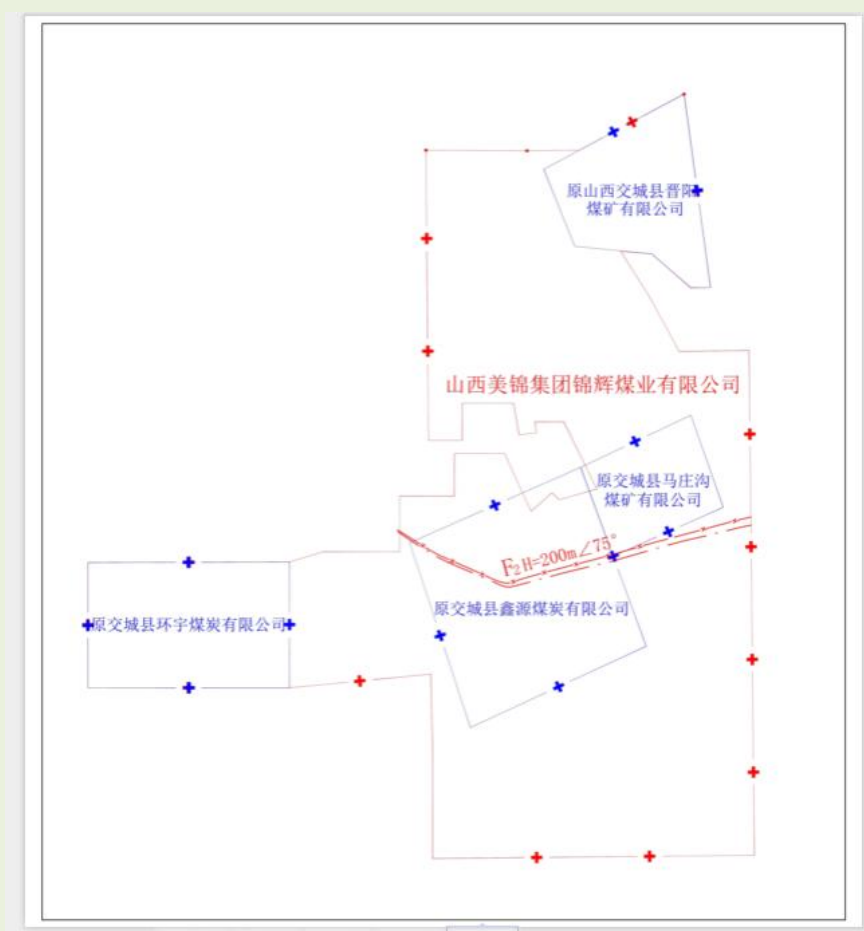 原山西交城县晋阳
煤矿有限公司
山西美锦集团锦辉煤业有限公司
原交城县马庄沟
煤矿有限公司
F2 H=200m∠75°
原交城县鑫源煤炭有限公司
原交城县环宇煤炭有限公司